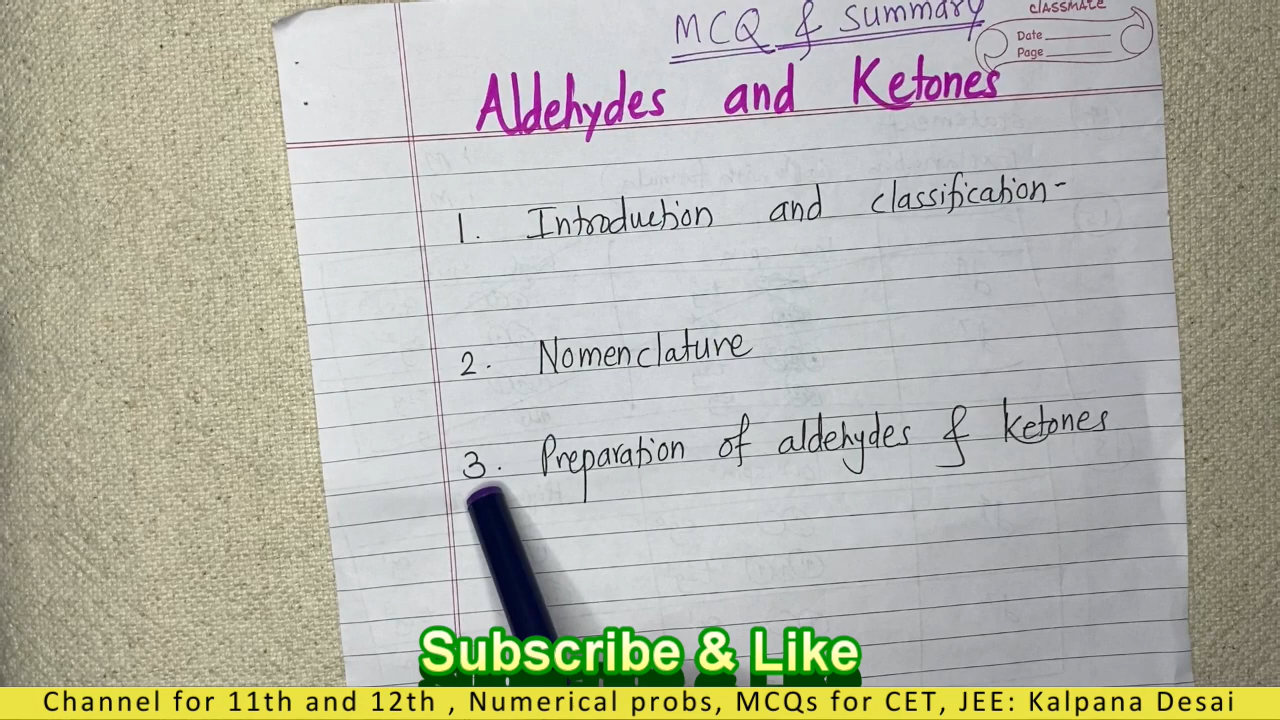 MCQ & Summary
CLASSMATE
Date
Page
Aldehydes and Ketones
1. Introduction and classification-
2. Nomenclature
3. Preparation of aldehydes & ketones
Subscribe & Like
Channel for 11th and 12th , Numerical probs, MCQs for CET, JEE: Kalpana Desai